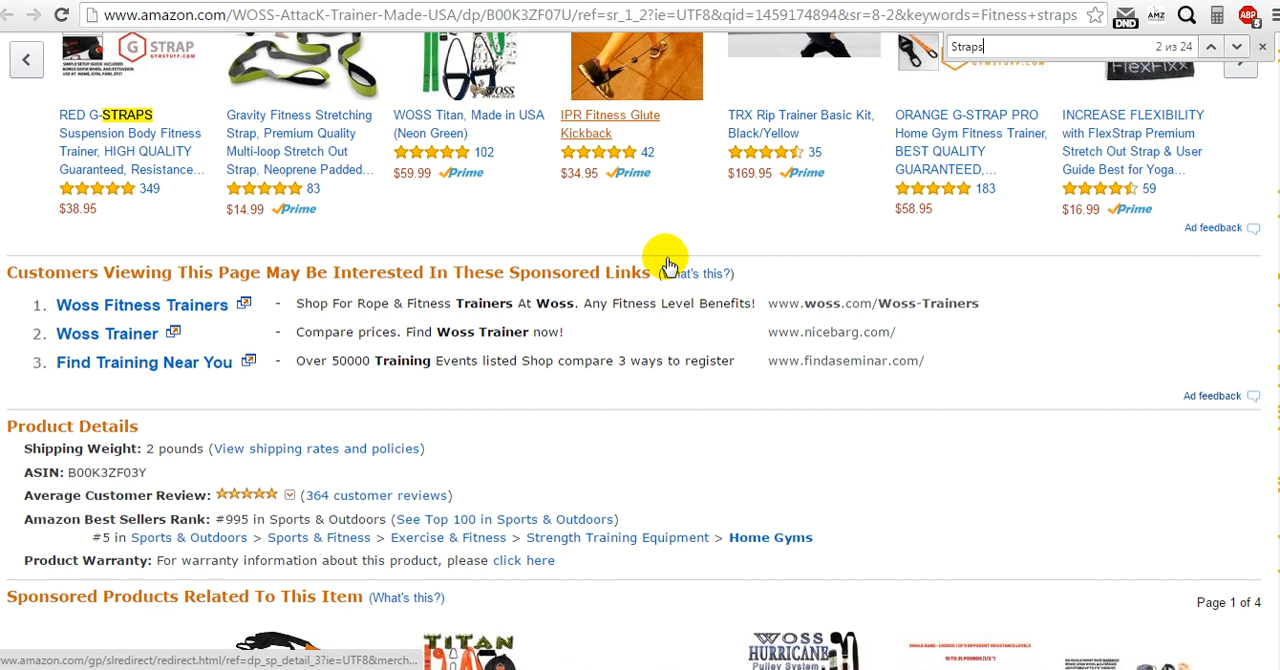 www.amazon.com/WOSS-AttacK-Trainer-Made-USA/dp/B00K3ZF07U/ref=sr_1_2?ie=UTF8&qid=1459174894&sr=8-2&keywords=Fitness+straps
DND
AMZ
ABP
5
Straps
2 из 24
G STRAP
GYMSTUFF.COM
WOSS
GYMSTUFF.COM
FlexFixx
RED G-STRAPS
Suspension Body Fitness
Trainer, HIGH QUALITY
Guaranteed, Resistance...
349
$38.95
Gravity Fitness Stretching
Strap, Premium Quality
Multi-loop Stretch Out
Strap, Neoprene Padded...
83
$14.99 Prime
WOSS Titan, Made in USA
(Neon Green)
102
$59.99 Prime
IPR Fitness Glute
Kickback
42
$34.95 Prime
TRX Rip Trainer Basic Kit,
Black/Yellow
35
$169.95 Prime
ORANGE G-STRAP PRO
Home Gym Fitness Trainer,
BEST QUALITY
GUARANTEED,...
183
$58.95
INCREASE FLEXIBILITY
with FlexStrap Premium
Stretch Out Strap & User
Guide Best for Yoga...
59
$16.99 Prime
Ad feedback
Customers Viewing This Page May Be Interested In These Sponsored Links (What's this?)
1. Woss Fitness Trainers - Shop For Rope & Fitness Trainers At Woss. Any Fitness Level Benefits! www.woss.com/Woss-Trainers
2. Woss Trainer - Compare prices. Find Woss Trainer now! www.nicebarg.com/
3. Find Training Near You - Over 50000 Training Events listed Shop compare 3 ways to register www.findaseminar.com/
Ad feedback
Product Details
Shipping Weight: 2 pounds (View shipping rates and policies)
ASIN: B00K3ZF03Y
Average Customer Review: (364 customer reviews)
Amazon Best Sellers Rank: #995 in Sports & Outdoors (See Top 100 in Sports & Outdoors)
#5 in Sports & Outdoors > Sports & Fitness > Exercise & Fitness > Strength Training Equipment > Home Gyms
Product Warranty: For warranty information about this product, please click here
Sponsored Products Related To This Item (What's this?)
Page 1 of 4
TITAN
WOSS
HURRICANE
Pulley System
ww.amazon.com/gp/slredirect/redirect.html/ref=dp_sp_detail_3?ie=UTF8&merch...